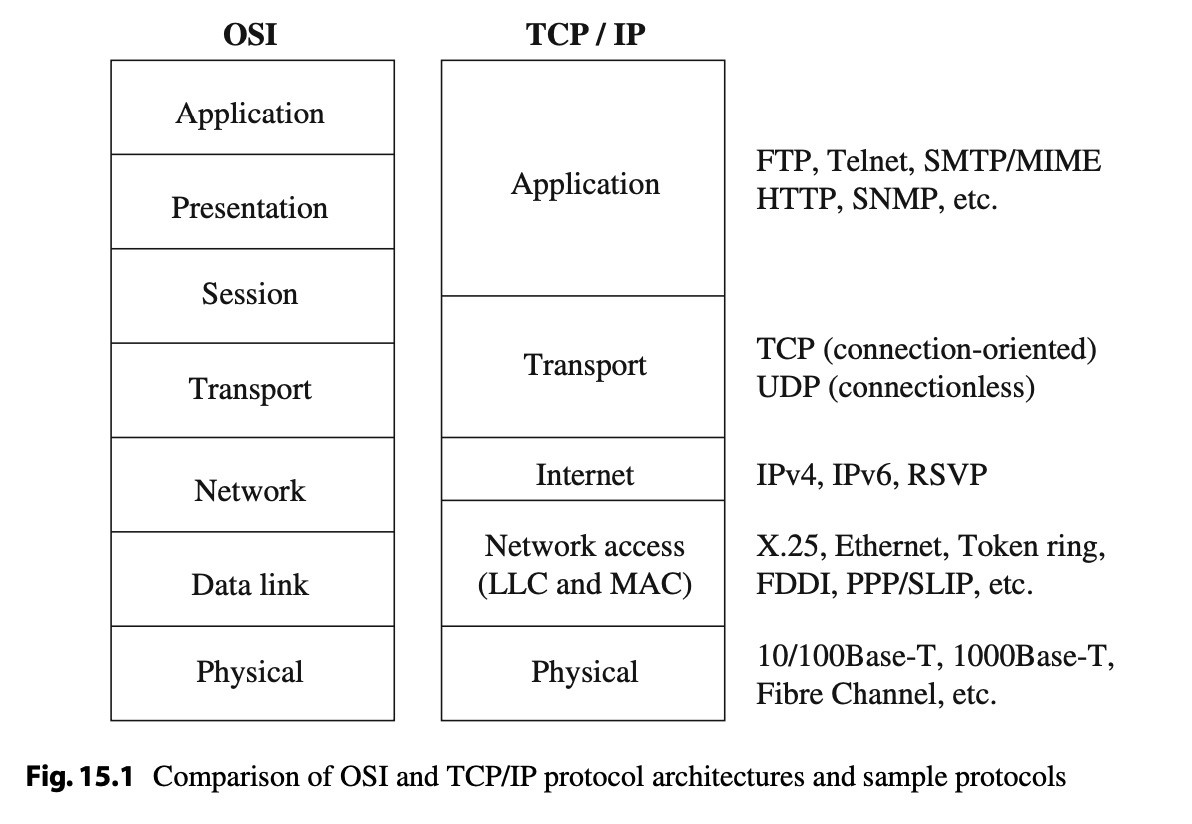 OSI
TCP / IP
Application
Presentation
Session
Transport
Network
Data link
Physical
Application
Transport
Internet
Network access
(LLC and MAC)
Physical
FTP, Telnet, SMTP/MIME
HTTP, SNMP, etc.
TCP (connection-oriented)
UDP (connectionless)
IPv4, IPv6, RSVP
X.25, Ethernet, Token ring,
FDDI, PPP/SLIP, etc.
10/100Base-T, 1000Base-T,
Fibre Channel, etc.
Fig. 15.1 Comparison of OSI and TCP/IP protocol architectures and sample protocols